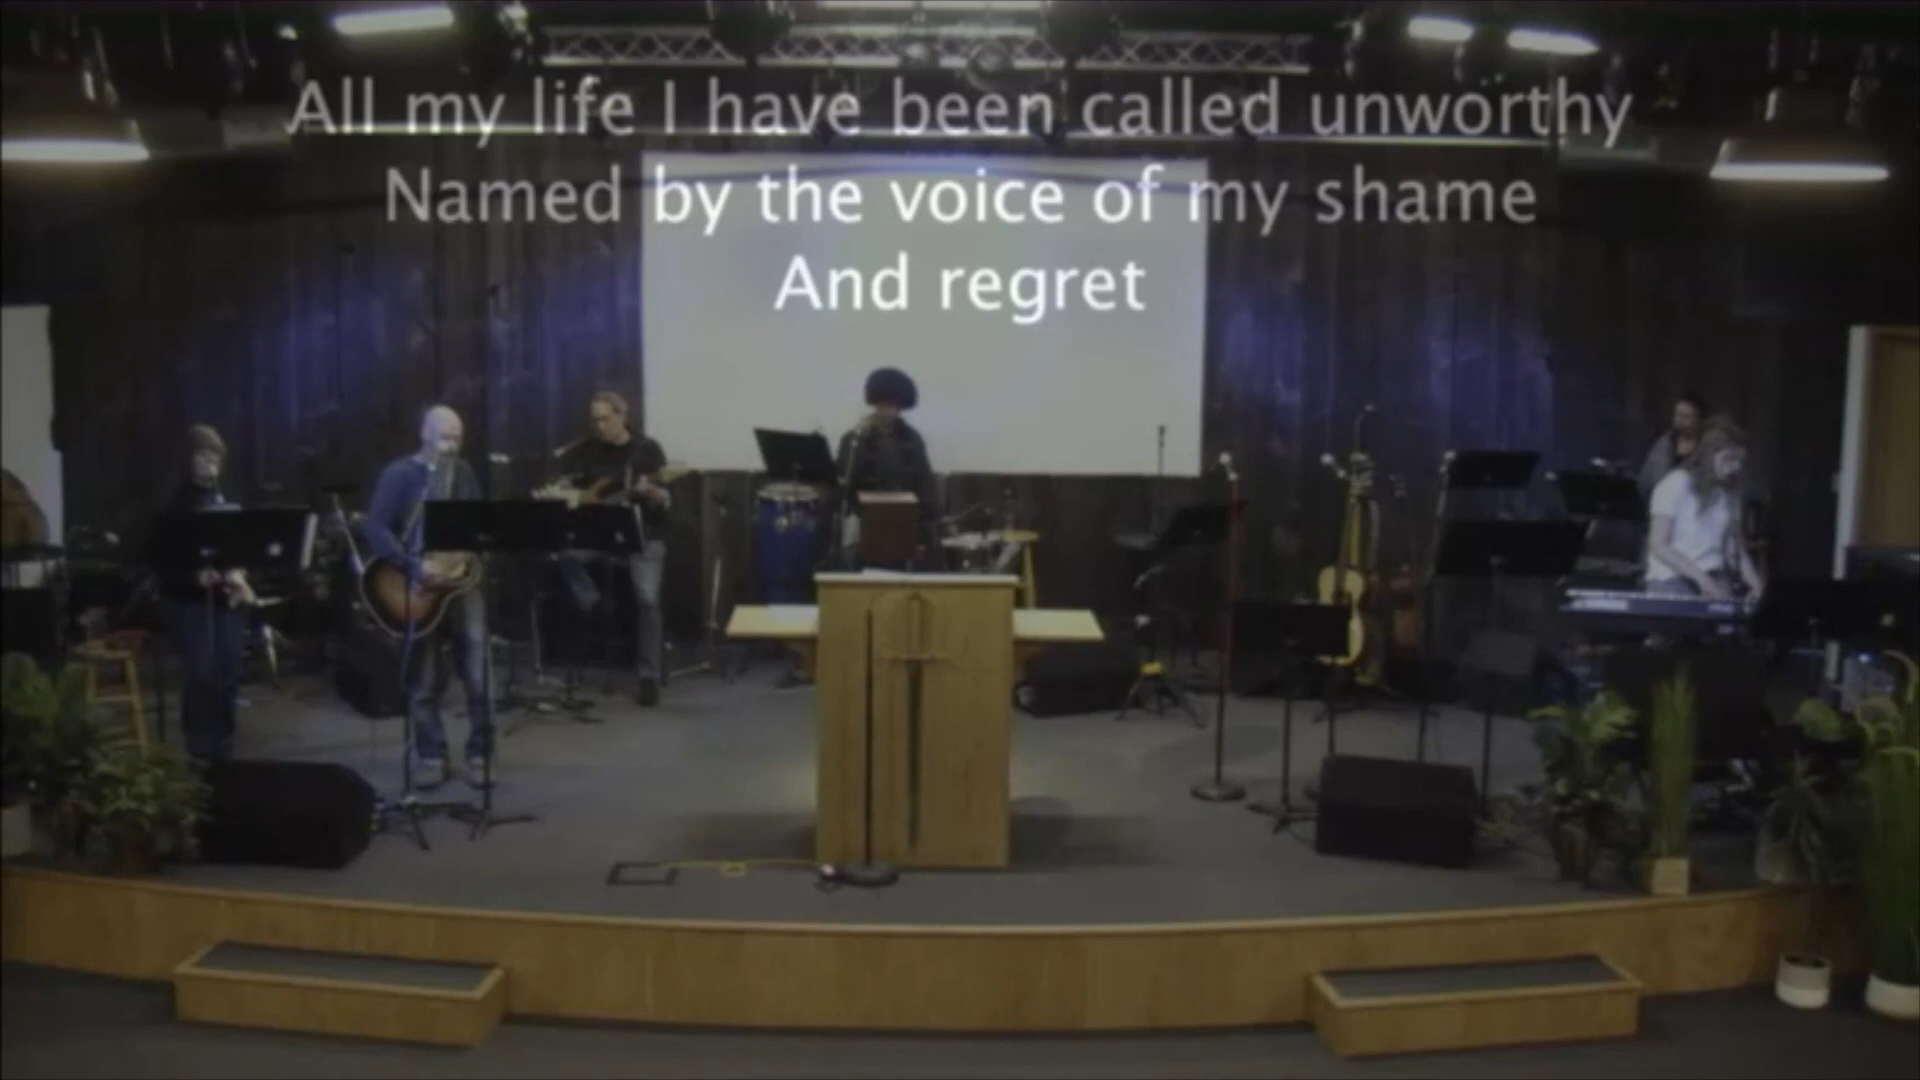 All my life I have been called unworthy
Named by the voice of my shame
And regret